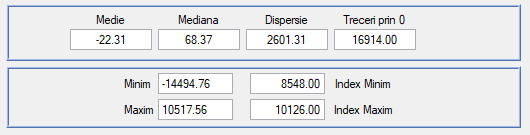 Medie Mediana Dispersie Treceri prin 0
-22.31 68.37 2601.31 16914.00
Minim -14494.76 8548.00 Index Minim
Maxim 10517.56 10126.00 Index Maxim